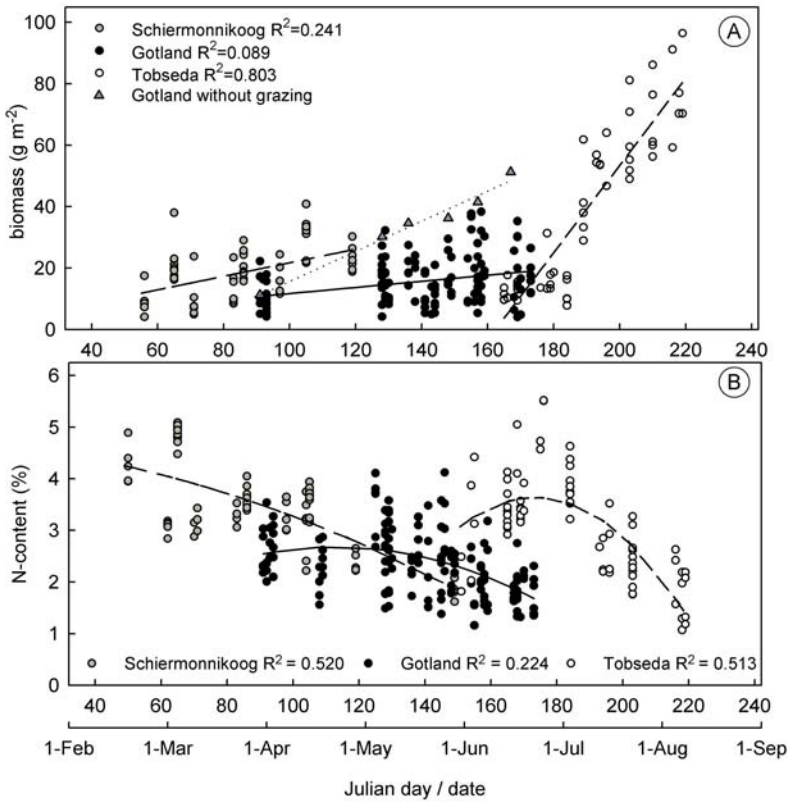 100
80
60
40
20
0
biomass (g m⁻²)
Schiermonnikoog R²=0.241
Gotland R²=0.089
Tobseda R²=0.803
Gotland without grazing
A
40 60 80 100 120 140 160 180 200 220 240
6
5
4
3
2
1
0
N-content (%)
B
Schiermonnikoog R² = 0.520 Gotland R² = 0.224 Tobseda R² = 0.513
40 60 80 100 120 140 160 180 200 220 240
1-Feb 1-Mar 1-Apr 1-May 1-Jun 1-Jul 1-Aug 1-Sep
Julian day / date